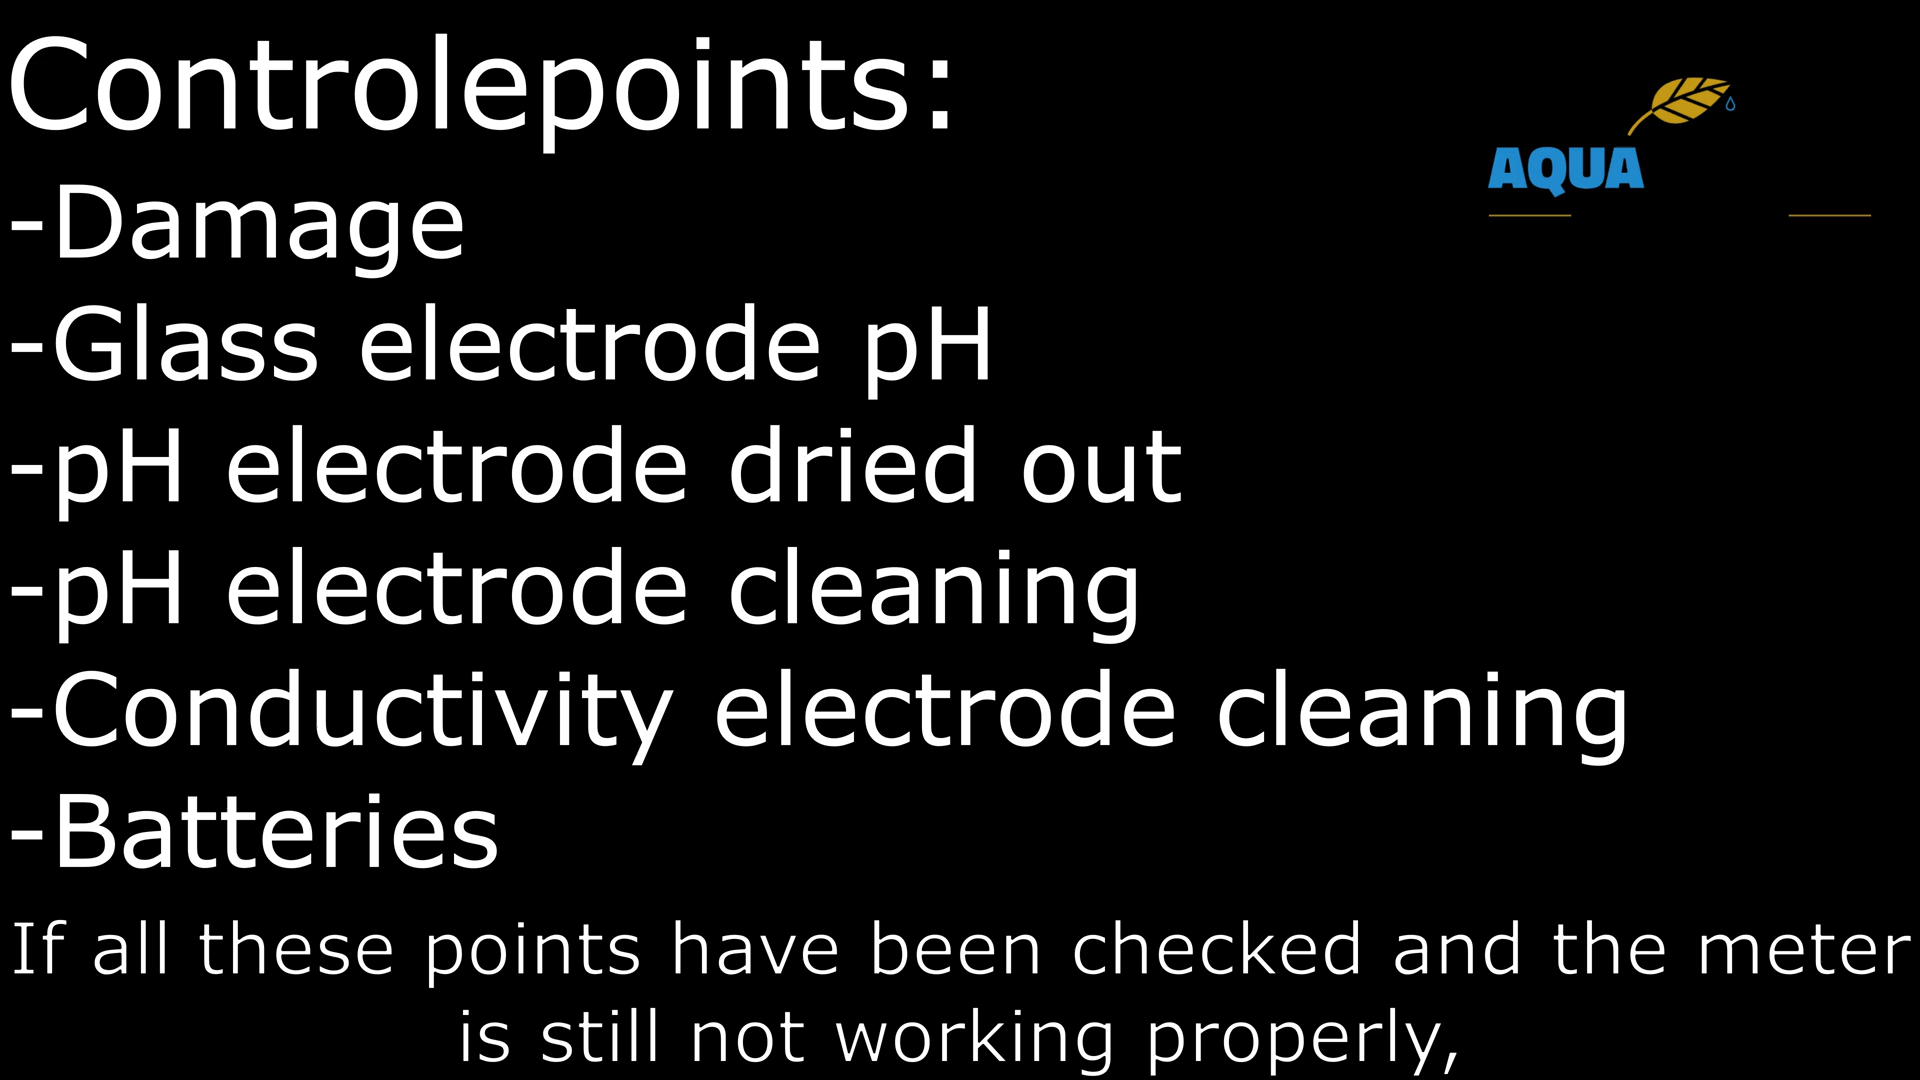 Controlepoints:
AQUA
-Damage
-Glass electrode pH
-pH electrode dried out
-pH electrode cleaning
-Conductivity electrode cleaning
-Batteries
If all these points have been checked and the meter
is still not working properly,